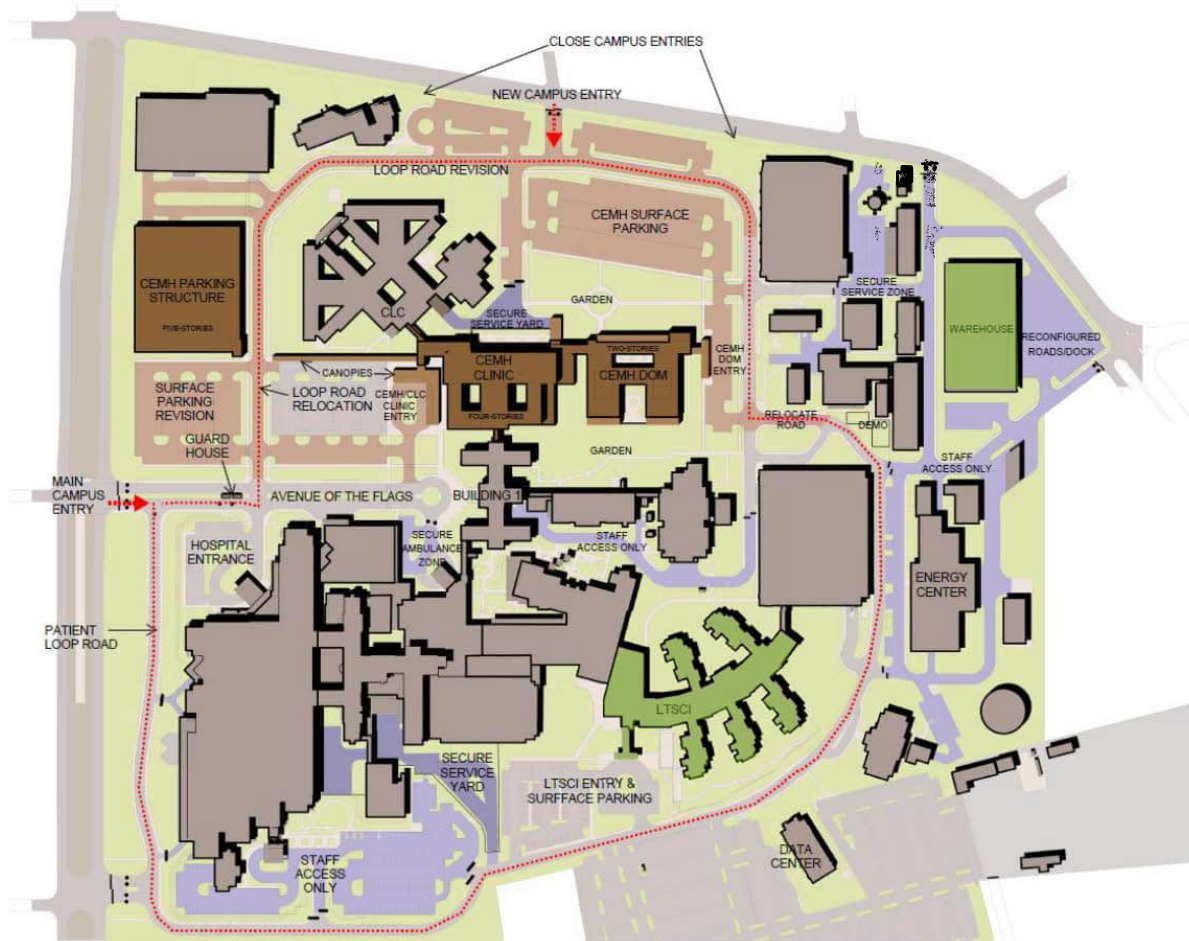 CLOSE CAMPUS ENTRIES
NEW CAMPUS ENTRY
LOOP ROAD REVISION
CEMH SURFACE
PARKING
CEMH PARKING
STRUCTURE
FIVE-STORIES
CLC
SECURE
SERVICE YARD
GARDEN
SECURE
SERVICE ZONE
WAREHOUSE
RECONFIGURED
ROADS/DOCK
CANOPIES
CEMH
CLINIC
FOUR-STORIES
TWO-STORIES
CEMH DOM
CEMH
DOM
ENTRY
SURFACE
PARKING
REVISION
LOOP ROAD
RELOCATION
CEMH/CLC
CLINIC
ENTRY
RELOCATE
ROAD
DEMO
GUARD
HOUSE
GARDEN
STAFF
ACCESS ONLY
MAIN
CAMPUS
ENTRY
AVENUE OF THE FLAGS
BUILDING 1
HOSPITAL
ENTRANCE
SECURE
AMBULANCE
ZONE
STAFF
ACCESS ONLY
ENERGY
CENTER
PATIENT
LOOP ROAD
LTSCI
SECURE
SERVICE
YARD
LTSCI ENTRY &
SURFFACE PARKING
DATA
CENTER
STAFF
ACCESS
ONLY